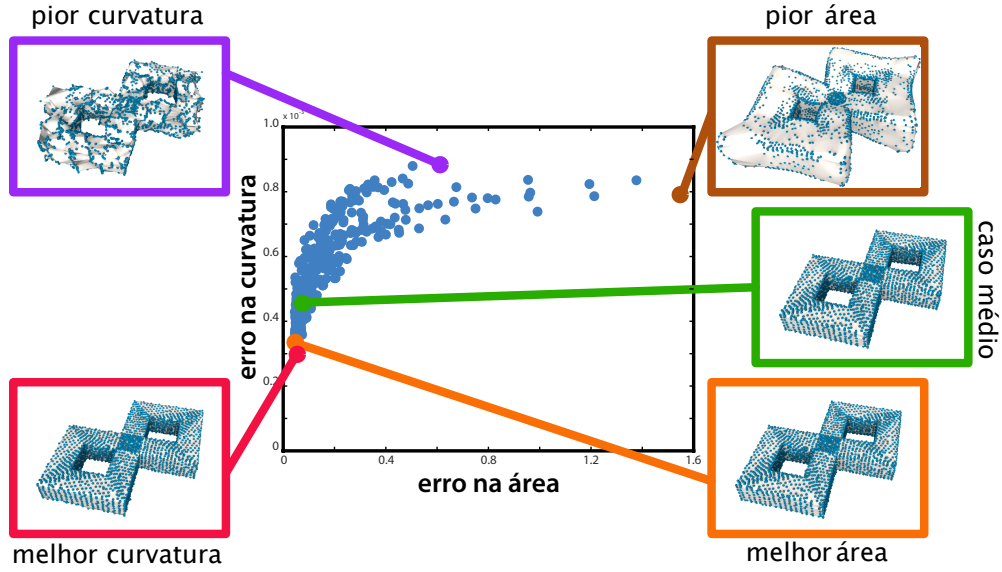 pior curvatura
pior área
x 10
1.0
0.8
0.6
0.4
0.2
0
erro na curvatura
0
0.4
0.8
1.2
1.6
erro na área
caso
médio
melhor curvatura
melhor área